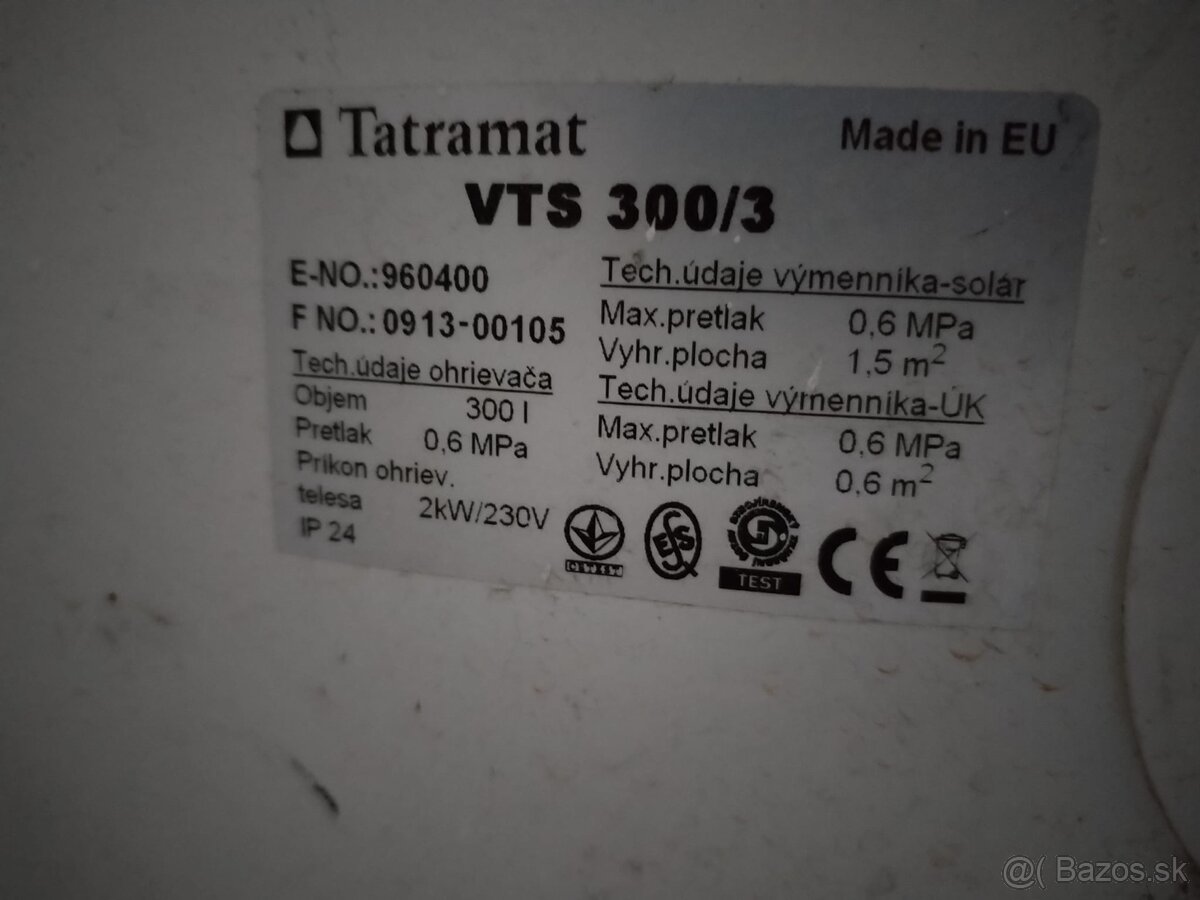 Tatramat
Made in EU
VTS 300/3
E-NO.:960400
F NO.: 0913-00105
Tech.údaje ohrievača
Objem 300 l
Pretlak 0,6 MPa
Príkon ohriev.
telesa 2kW/230V
IP 24
Tech.údaje výmenníka-solár
Max.pretlak 0,6 MPa
Vyhr.plocha 1,5 m²
Tech.údaje výmenníka-ÚK
Max.pretlak 0,6 MPa
Vyhr.plocha 0,6 m²
TEST
CE
@( Bazos.sk